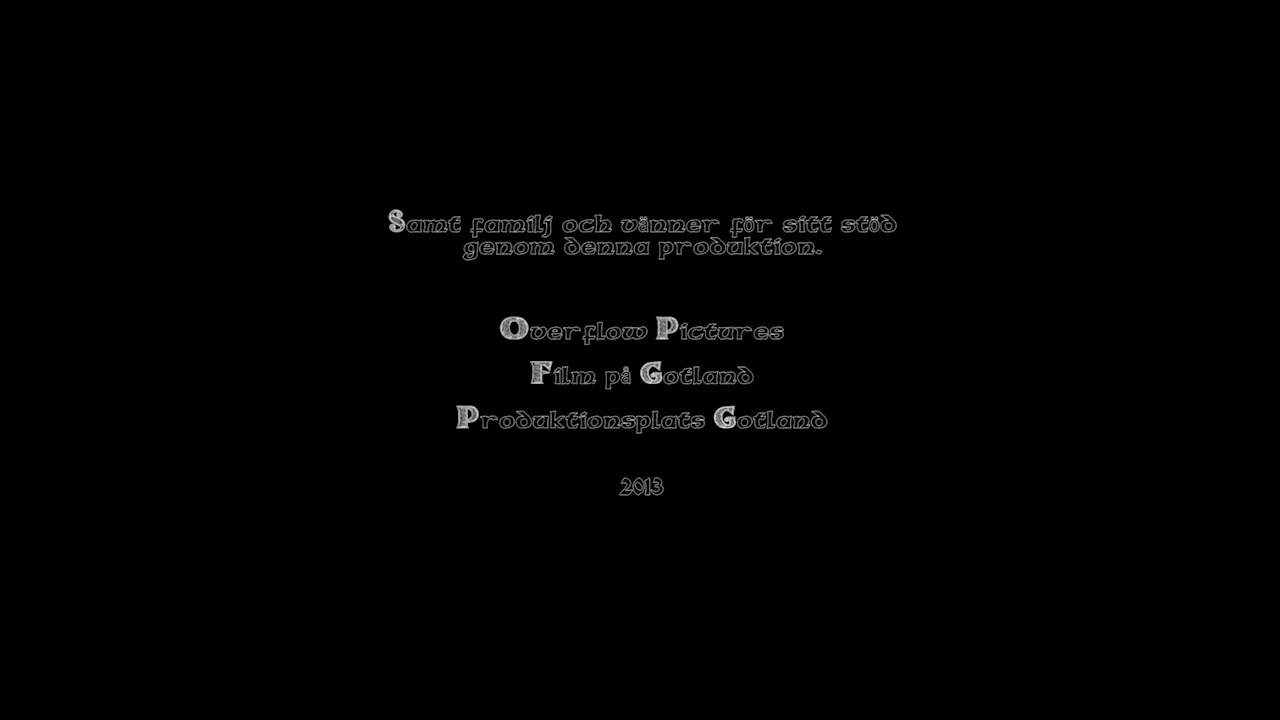 Samt familj och vänner för sitt stöd
genom denna produktion.
Overflow Pictures
Film på Gotland
Produktionsplats Gotland
2013